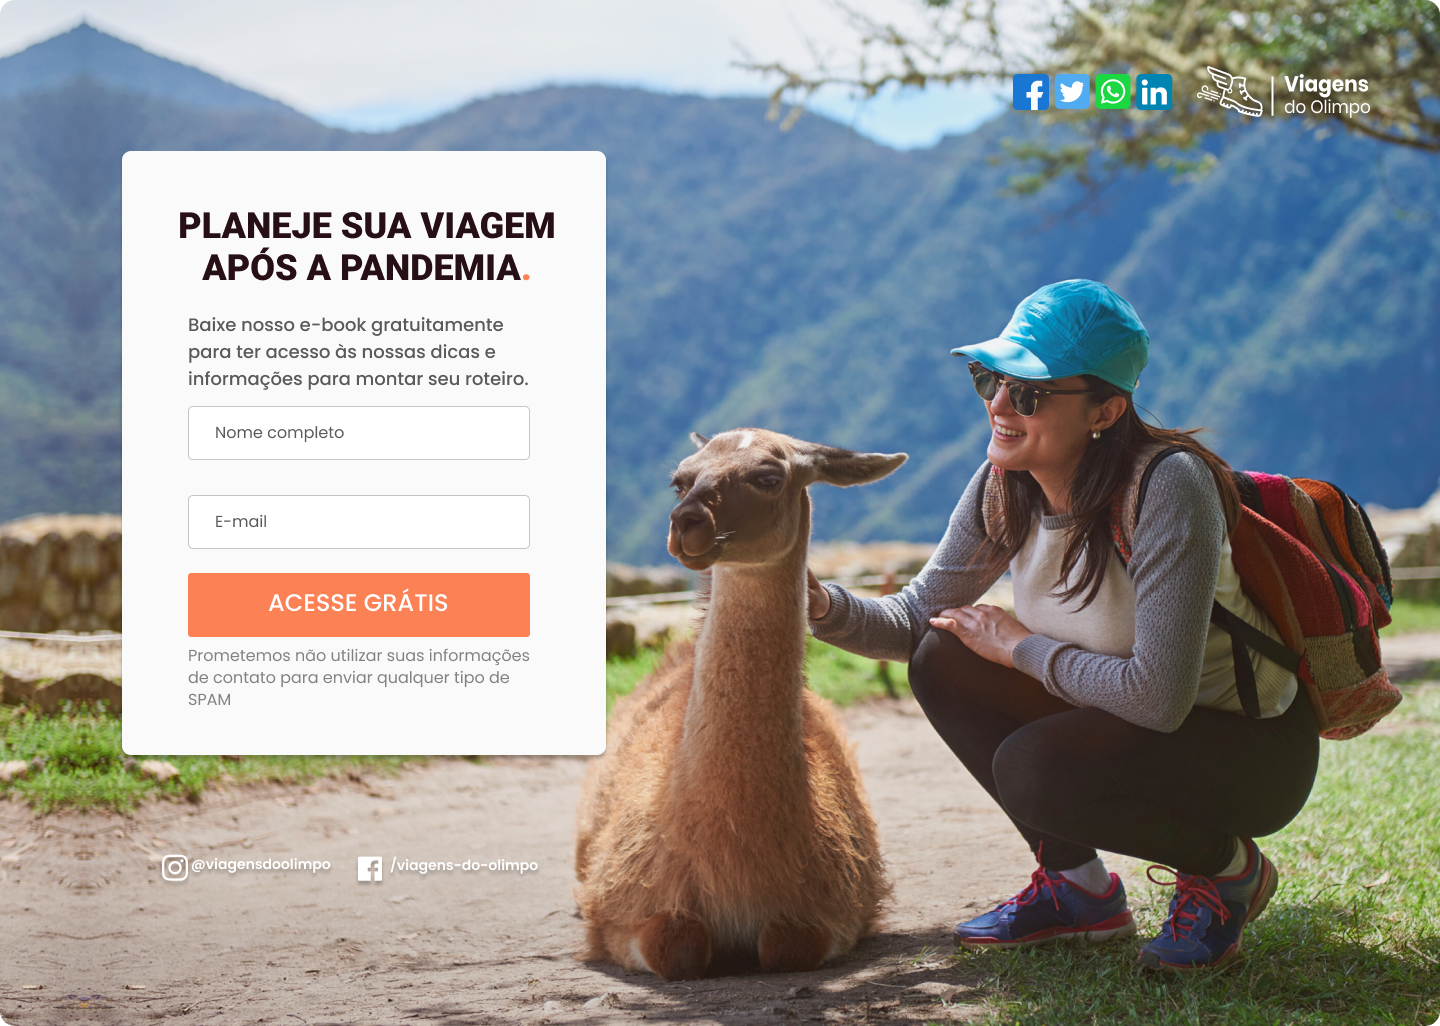 Viagens
do Olimpo
PLANEJE SUA VIAGEM
APÓS A PANDEMIA.
Baixe nosso e-book gratuitamente
para ter acesso às nossas dicas e
informações para montar seu roteiro.
Nome completo
E-mail
ACESSE GRÁTIS
Prometemos não utilizar suas informações
de contato para enviar qualquer tipo de
SPAM
@viagensdoolimpo
/viagens-do-olimpo